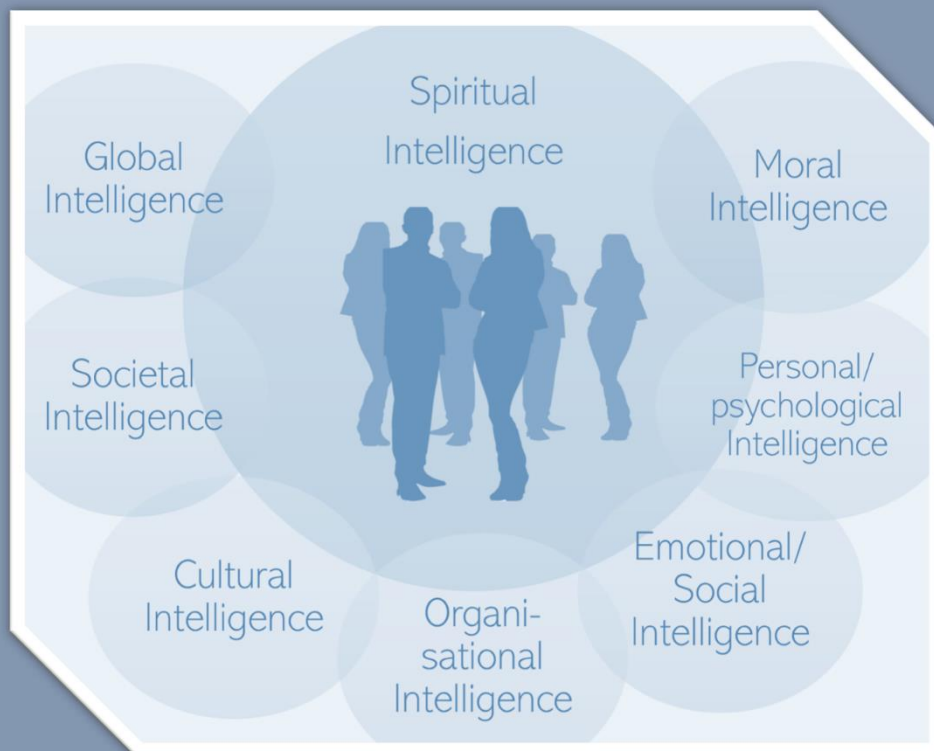 Spiritual
Intelligence
Global
Intelligence
Moral
Intelligence
Societal
Intelligence
Personal/
psychological
Intelligence
Cultural
Intelligence
Organi-
sational
Intelligence
Emotional/
Social
Intelligence